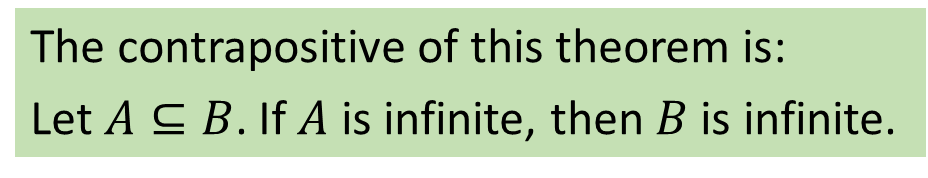 The contrapositive of this theorem is:
Let A ⊆ B. If A is infinite, then B is infinite.